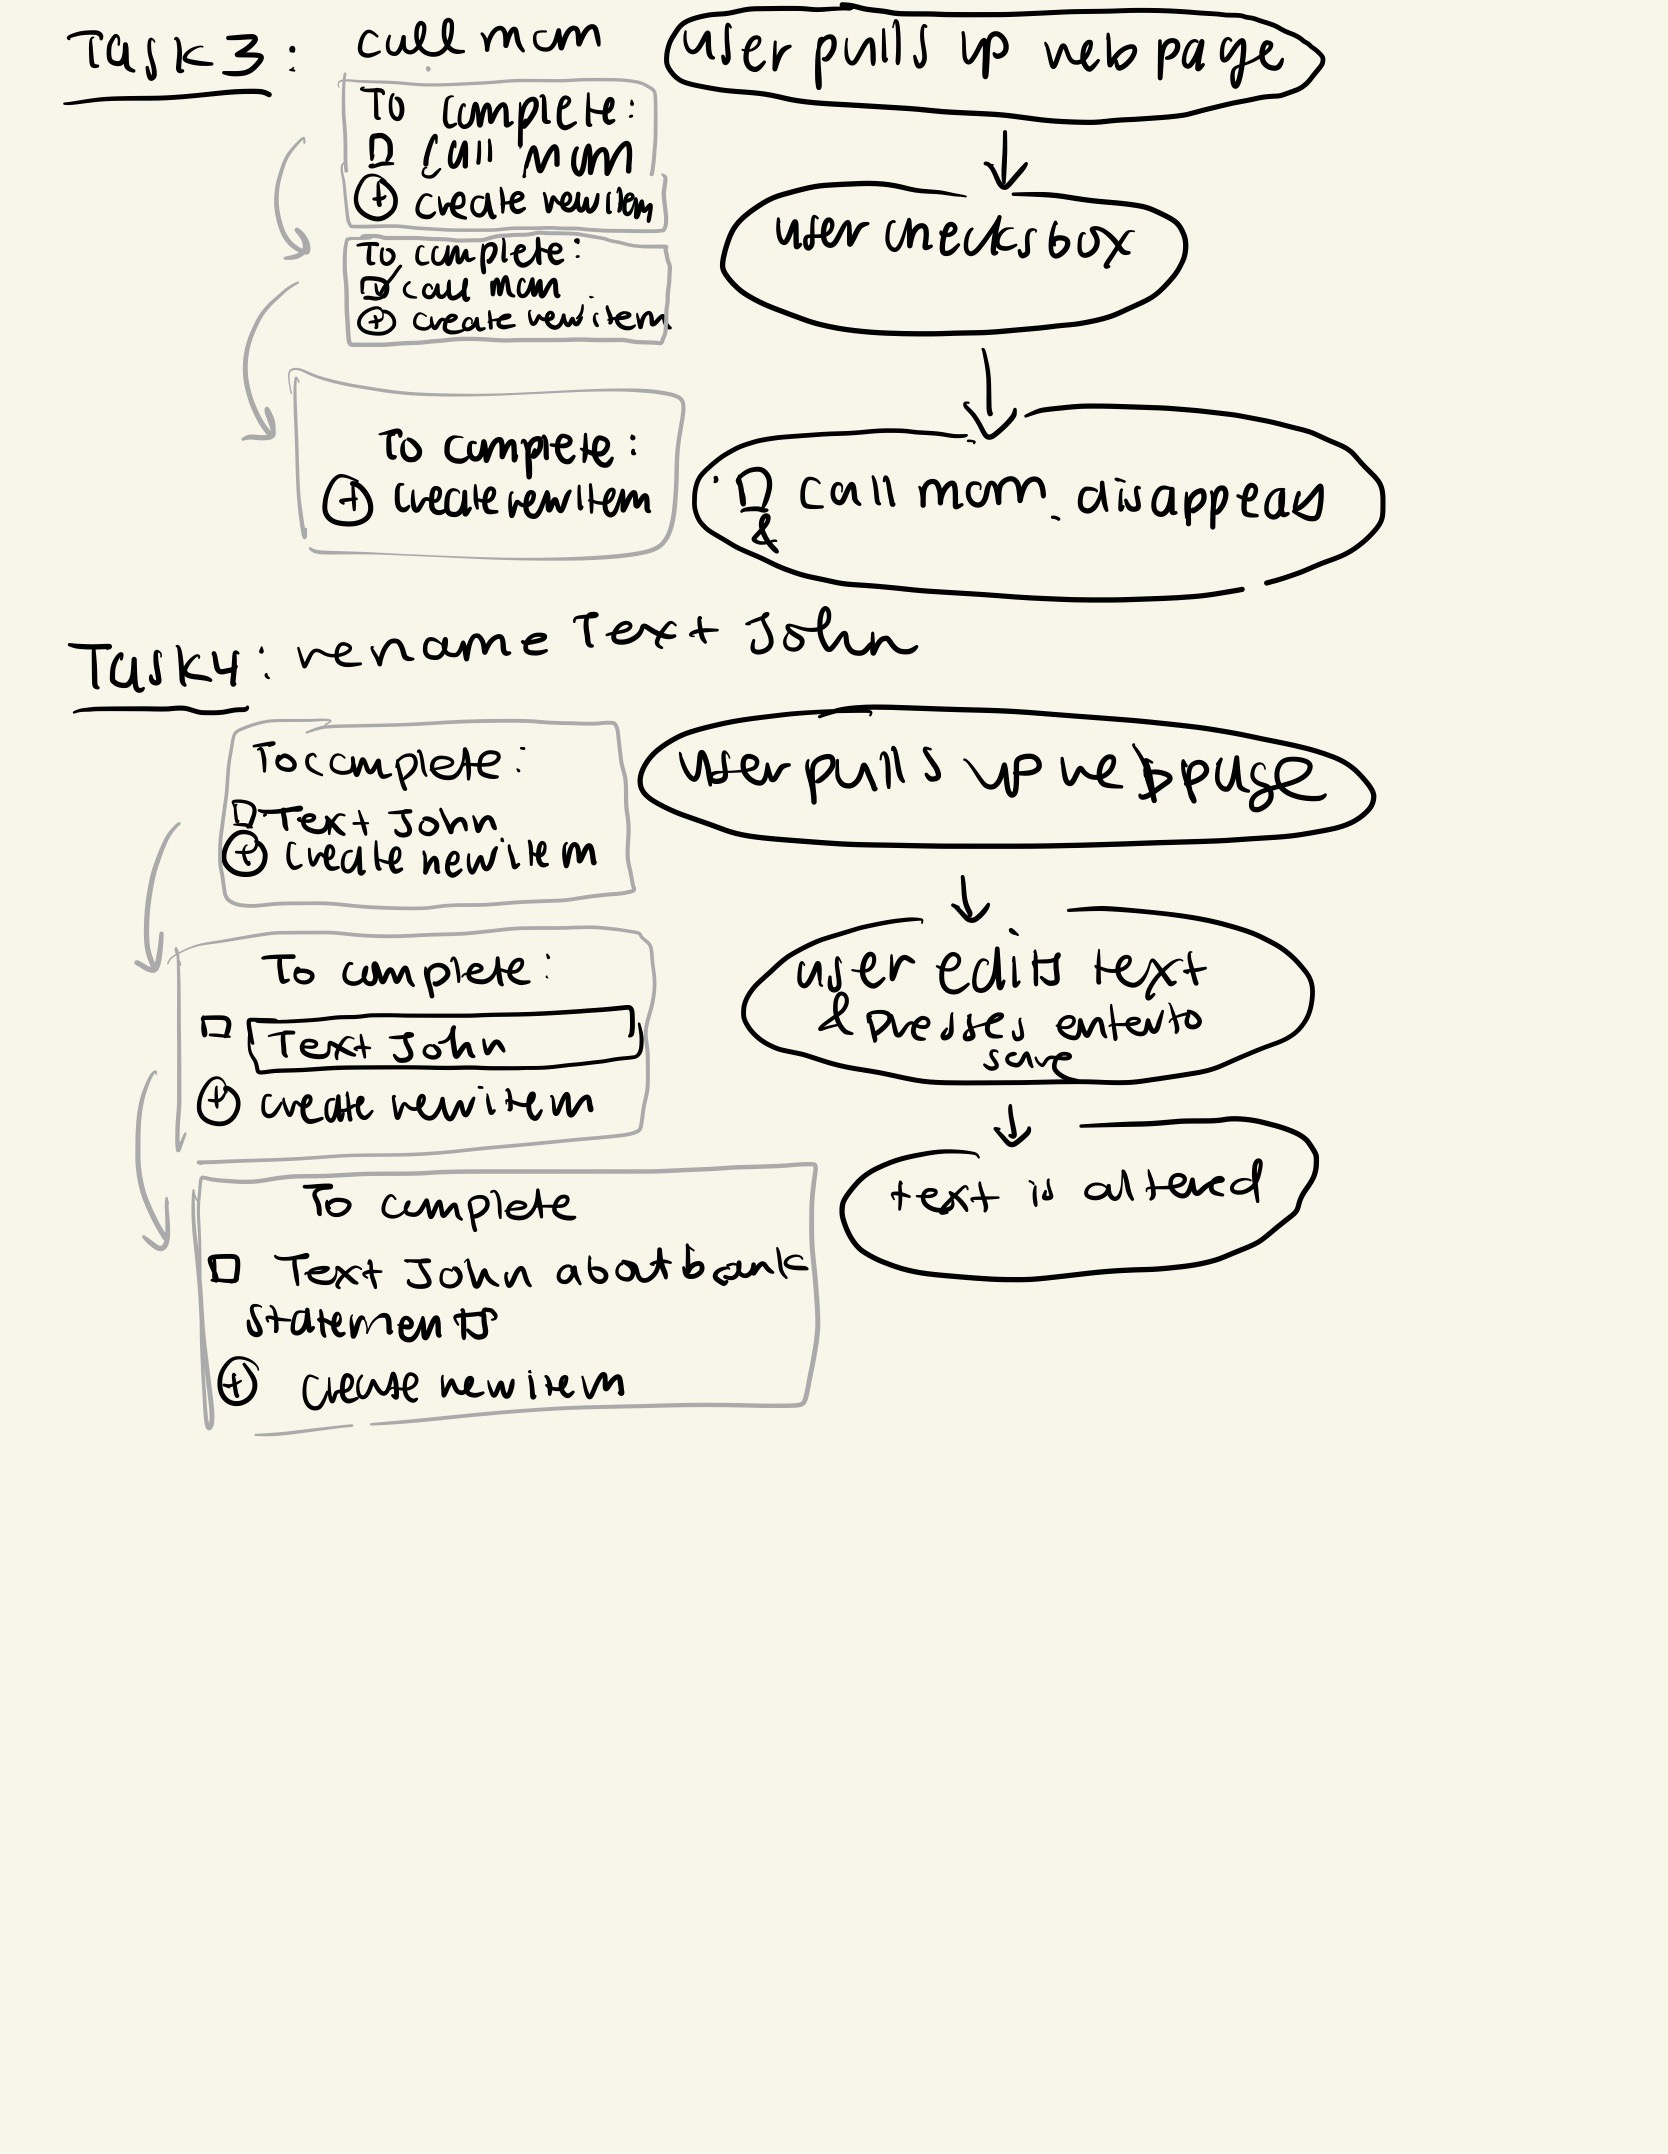 Task 3: call mom
To complete:
call mom
+ create new item
To complete:
call mom
+ create new item
To complete:
+ create new item
user pulls up webpage
user checks box
call mom disappears
&
Task 4: rename Text John
To complete:
Text John
+ create new item
To complete:
Text John
+ create new item
To complete
Text John about bank
statements
+ create new item
user pulls up webpage
user edits text
& presses enter to
save
text is altered